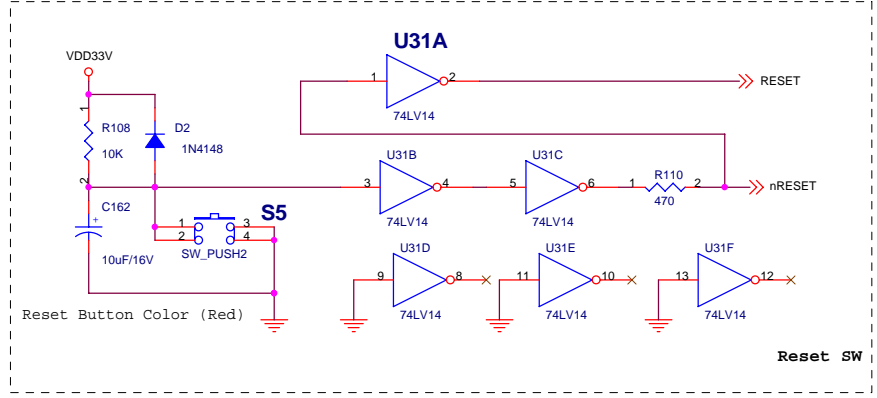 U31A
VDD33V
1
2
RESET
74LV14
1
R108
10K
2
D2
1N4148
U31B
3
4
74LV14
U31C
5
6
74LV14
1
R110
2
470
nRESET
C162
+
10uF/16V
S5
1
2
3
4
SW_PUSH2
U31D
9
8
74LV14
U31E
11
10
74LV14
U31F
13
12
74LV14
Reset Button Color (Red)
Reset SW